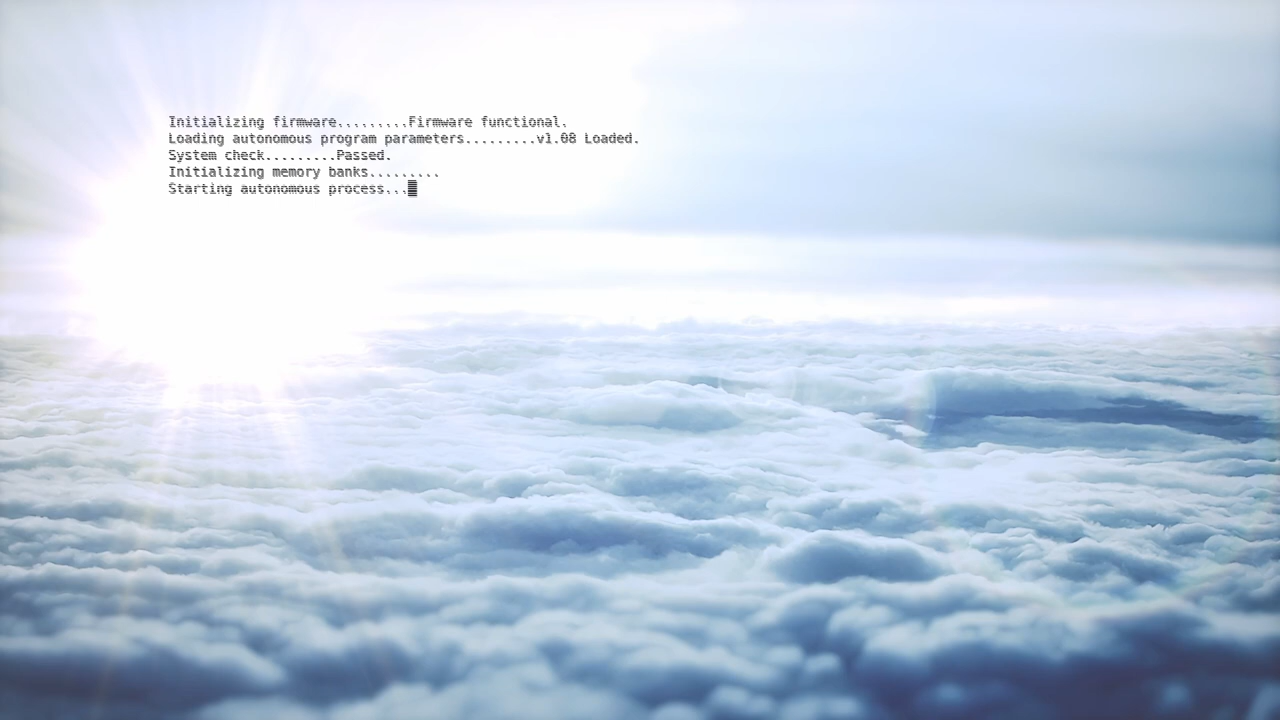 Initializing firmware.........Firmware functional.
Loading autonomous program parameters.........v1.08 Loaded.
System check.........Passed.
Initializing memory banks.........
Starting autonomous process...